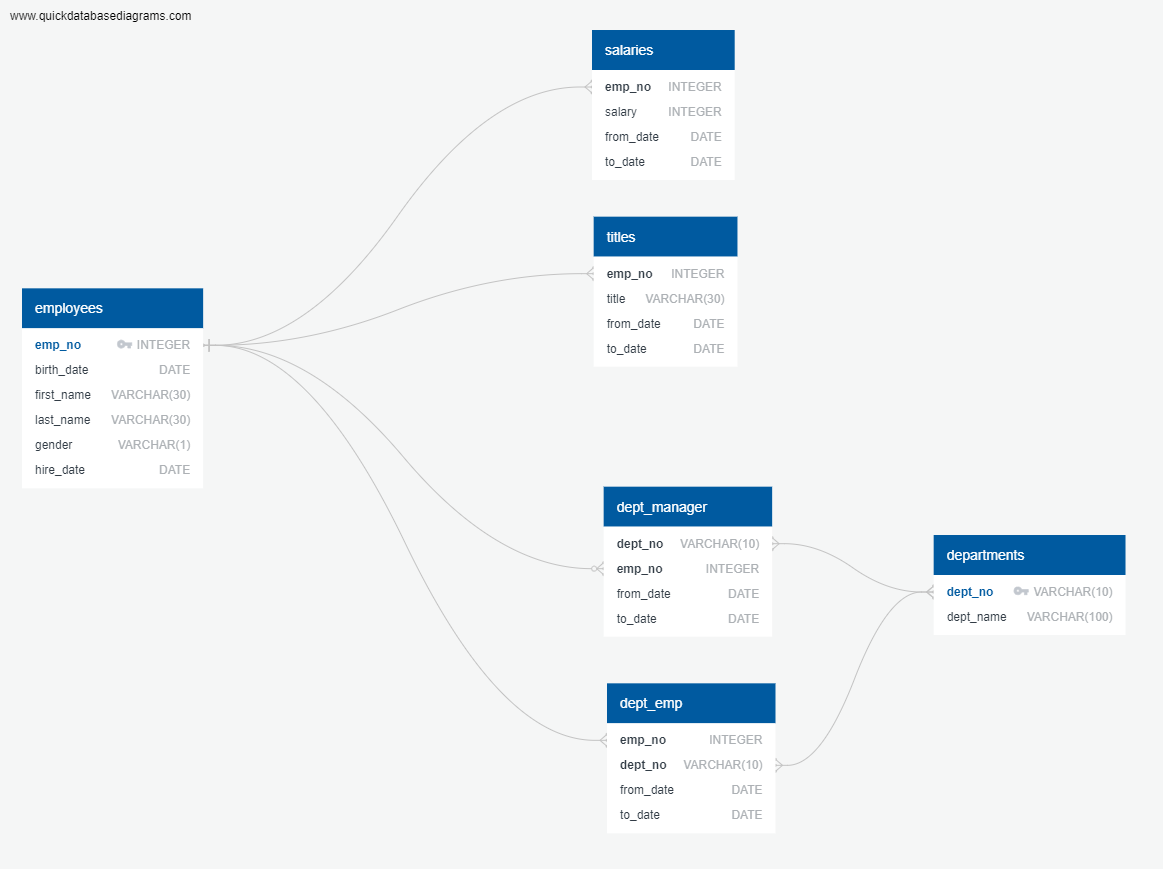 www.quickdatabasediagrams.com
salaries
emp_no INTEGER
salary INTEGER
from_date DATE
to_date DATE
titles
emp_no INTEGER
title VARCHAR(30)
from_date DATE
to_date DATE
employees
emp_no INTEGER
birth_date DATE
first_name VARCHAR(30)
last_name VARCHAR(30)
gender VARCHAR(1)
hire_date DATE
dept_manager
dept_no VARCHAR(10)
emp_no INTEGER
from_date DATE
to_date DATE
departments
dept_no VARCHAR(10)
dept_name VARCHAR(100)
dept_emp
emp_no INTEGER
dept_no VARCHAR(10)
from_date DATE
to_date DATE